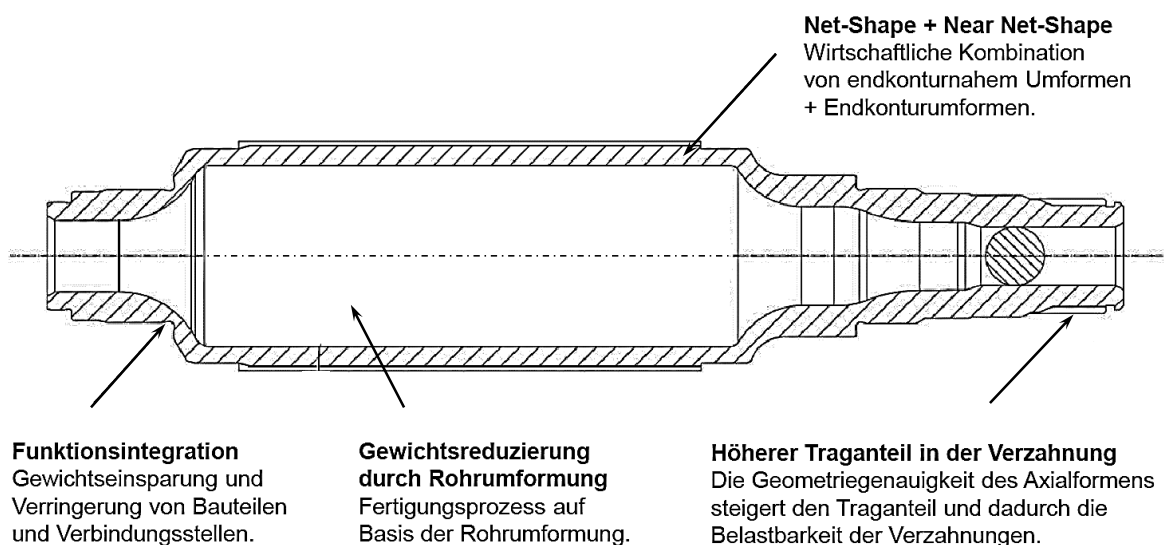 Net-Shape + Near Net-Shape
Wirtschaftliche Kombination
von endkonturnahem Umformen
+ Endkonturumformen.
Funktionsintegration
Gewichtseinsparung und
Verringerung von Bauteilen
und Verbindungsstellen.
Gewichtsreduzierung
durch Rohrumformung
Fertigungsprozess auf
Basis der Rohrumformung.
Höherer Traganteil in der Verzahnung
Die Geometriegenauigkeit des Axialformens
steigert den Traganteil und dadurch die
Belastbarkeit der Verzahnungen.